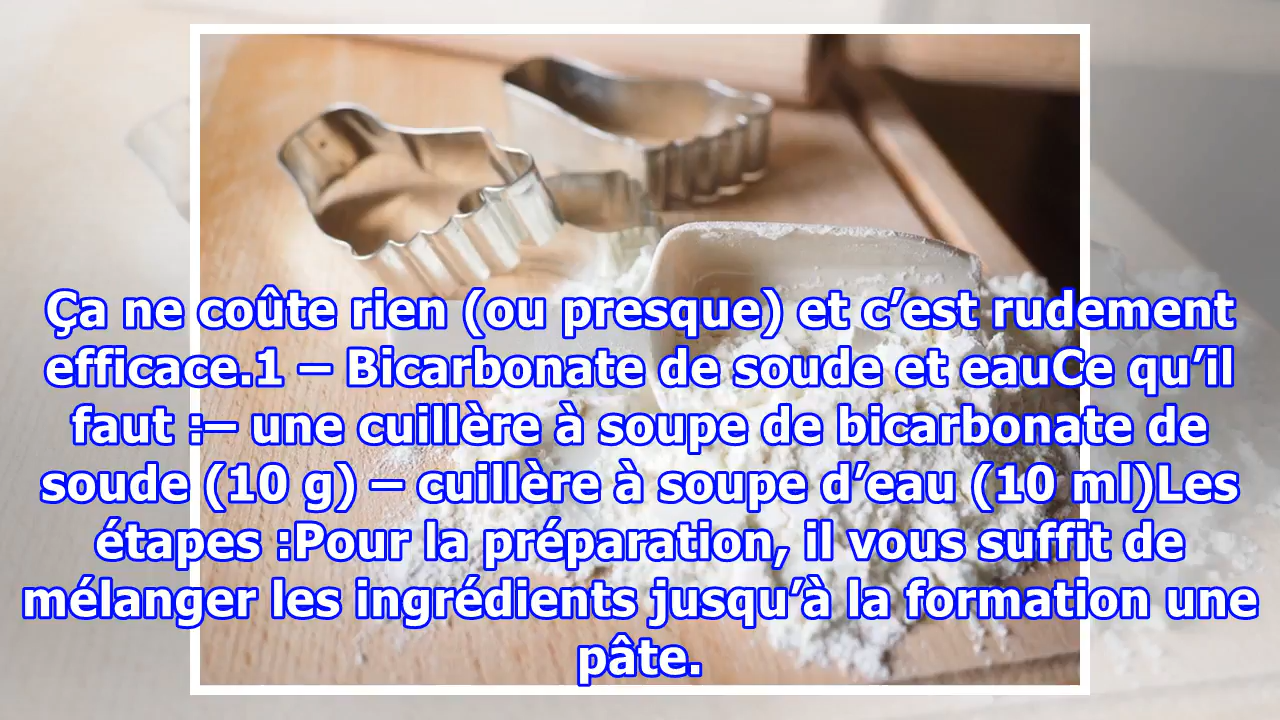 Ça ne coûte rien (ou presque) et c’est rudement
efficace.1 – Bicarbonate de soude et eauCe qu’il
faut :– une cuillère à soupe de bicarbonate de
soude (10 g) – cuillère à soupe d’eau (10 ml)Les
étapes :Pour la préparation, il vous suffit de
mélanger les ingrédients jusqu’à la formation une
pâte.